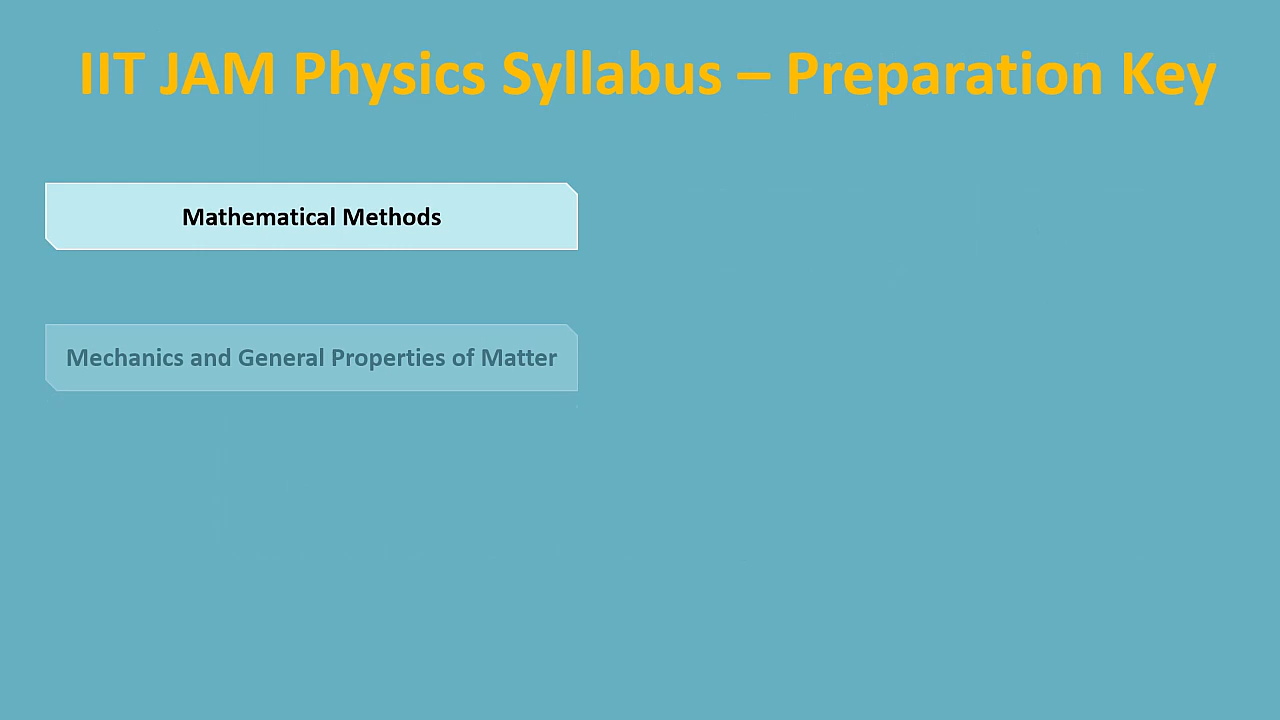 IIT JAM Physics Syllabus – Preparation Key
Mathematical Methods
Mechanics and General Properties of Matter